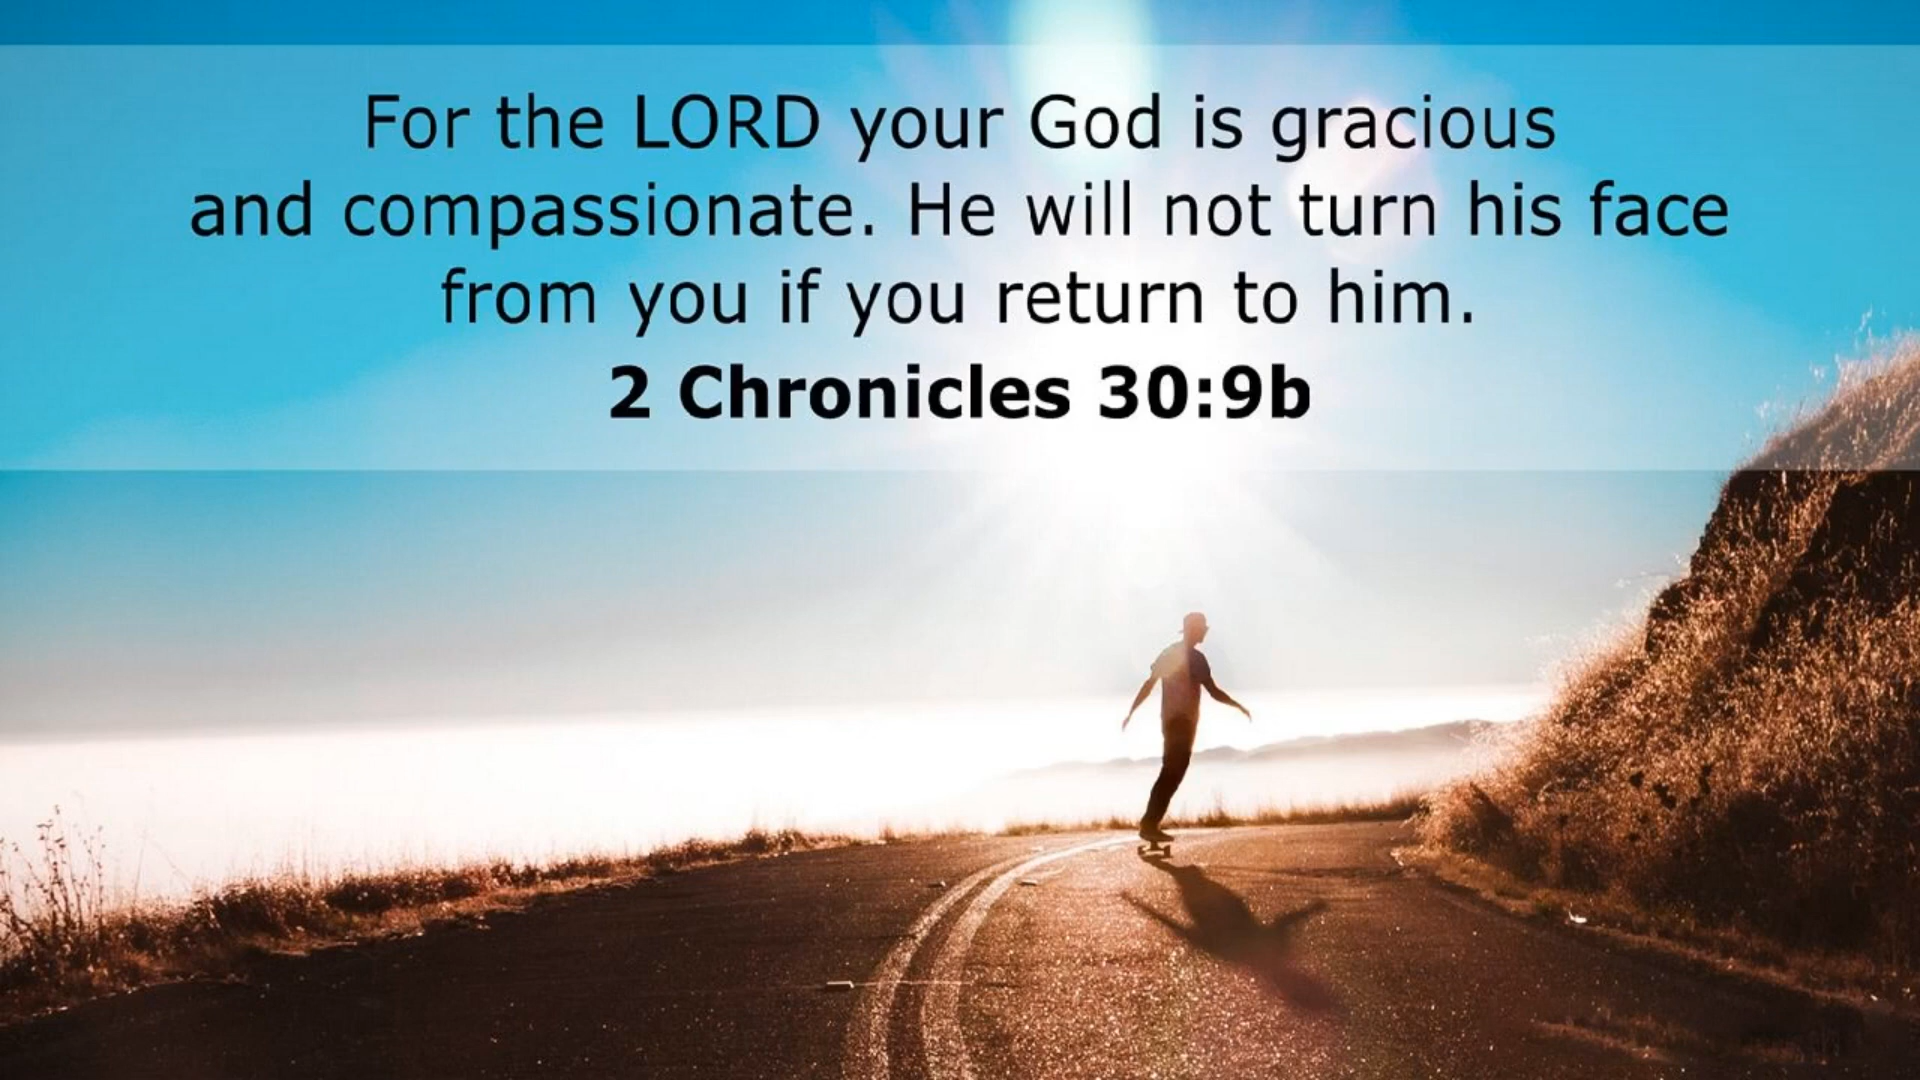 For the LORD your God is gracious
and compassionate. He will not turn his face
from you if you return to him.
2 Chronicles 30:9b